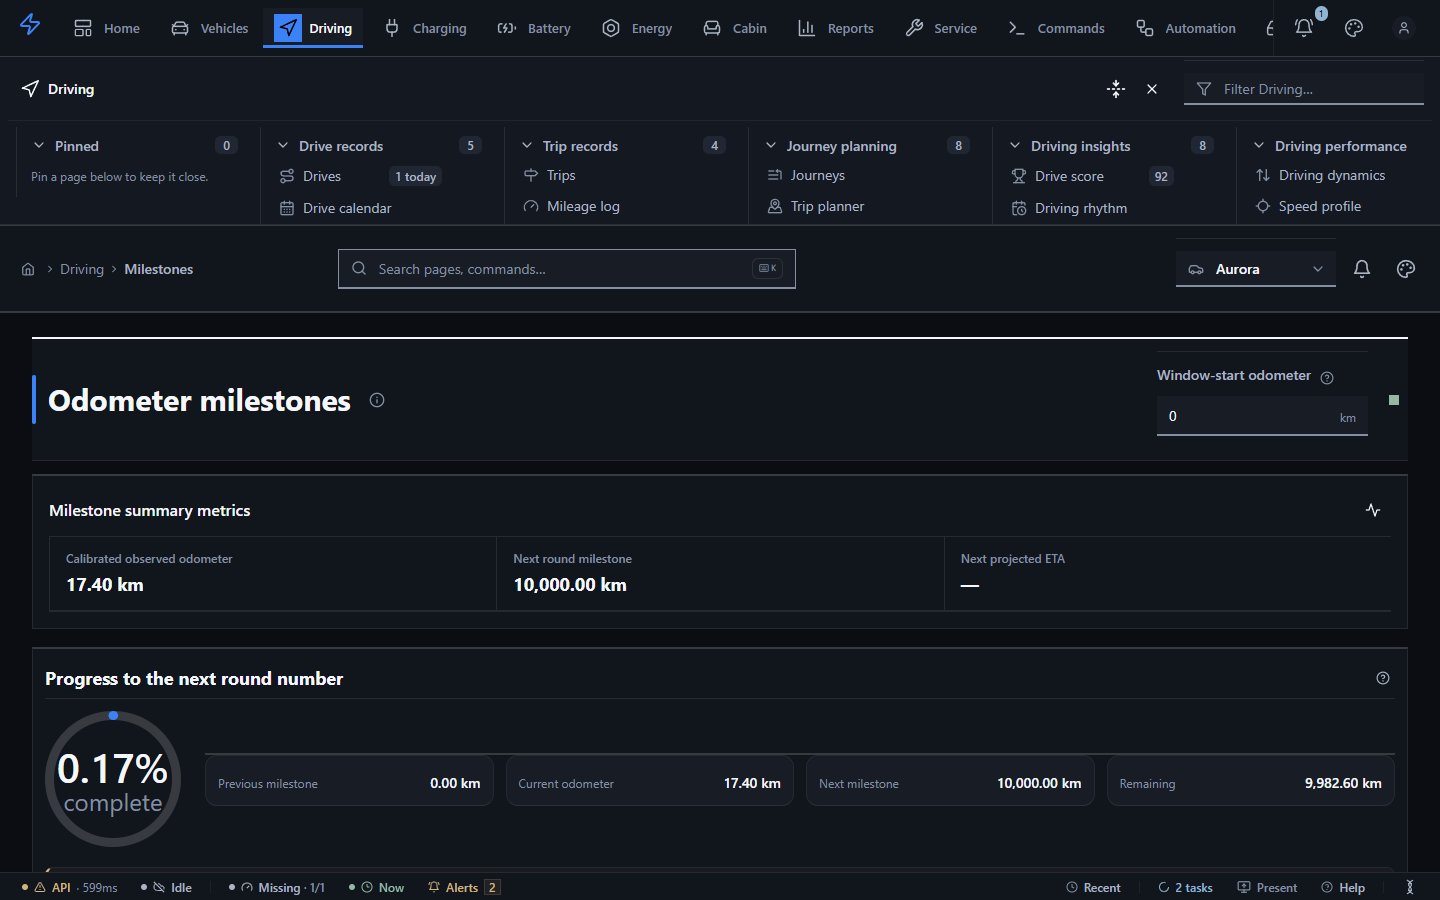 Home
Vehicles
Driving
Charging
Battery
Energy
Cabin
Reports
Service
Commands
Automation
1
Driving
Filter Driving...
Pinned 0
Pin a page below to keep it close.
Drive records 5
Drives 1 today
Drive calendar
Trip records 4
Trips
Mileage log
Journey planning 8
Journeys
Trip planner
Driving insights 8
Drive score 92
Driving rhythm
Driving performance
Driving dynamics
Speed profile
Driving
Milestones
Search pages, commands...
K
Aurora
Odometer milestones
Window-start odometer
0 km
Milestone summary metrics
Calibrated observed odometer
17.40 km
Next round milestone
10,000.00 km
Next projected ETA
—
Progress to the next round number
0.17%
complete
Previous milestone 0.00 km
Current odometer 17.40 km
Next milestone 10,000.00 km
Remaining 9,982.60 km
API · 599ms
Idle
Missing · 1/1
Now
Alerts 2
Recent
2 tasks
Present
Help